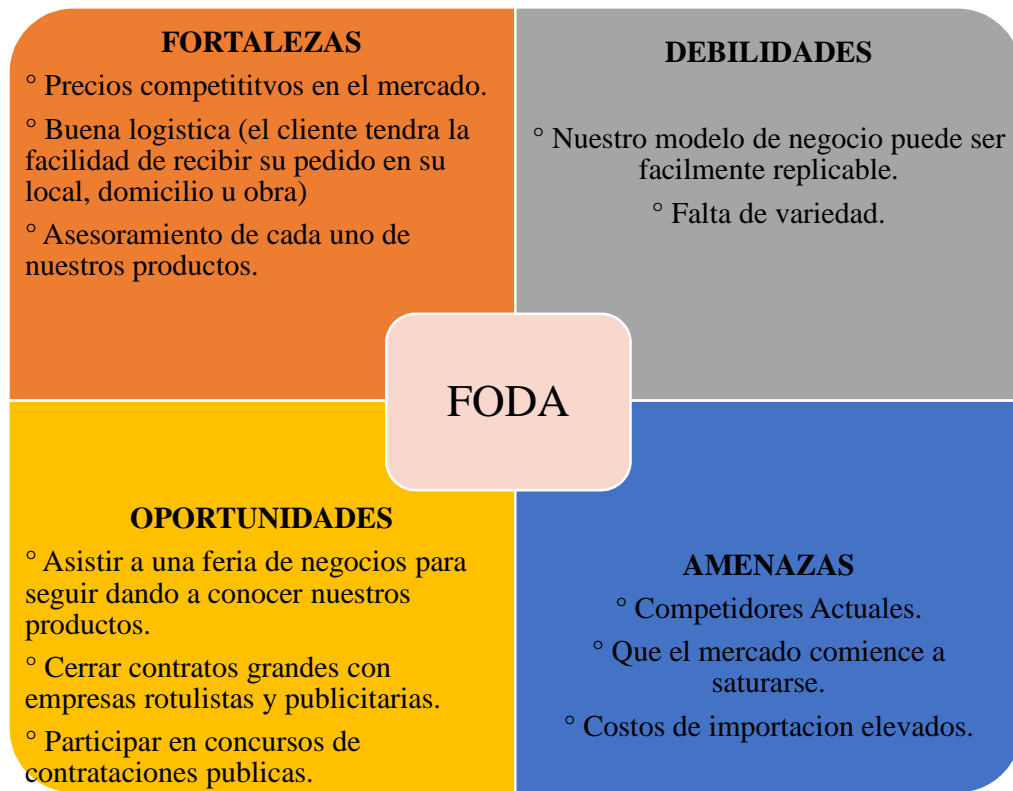 FORTALEZAS
° Precios competititvos en el mercado.
° Buena logistica (el cliente tendra la
facilidad de recibir su pedido en su
local, domicilio u obra)
° Asesoramiento de cada uno de
nuestros productos.
DEBILIDADES
° Nuestro modelo de negocio puede ser
facilmente replicable.
° Falta de variedad.
FODA
OPORTUNIDADES
° Asistir a una feria de negocios para
seguir dando a conocer nuestros
productos.
° Cerrar contratos grandes con
empresas rotulistas y publicitarias.
° Participar en concursos de
contrataciones publicas.
AMENAZAS
° Competidores Actuales.
° Que el mercado comience a
saturarse.
° Costos de importacion elevados.